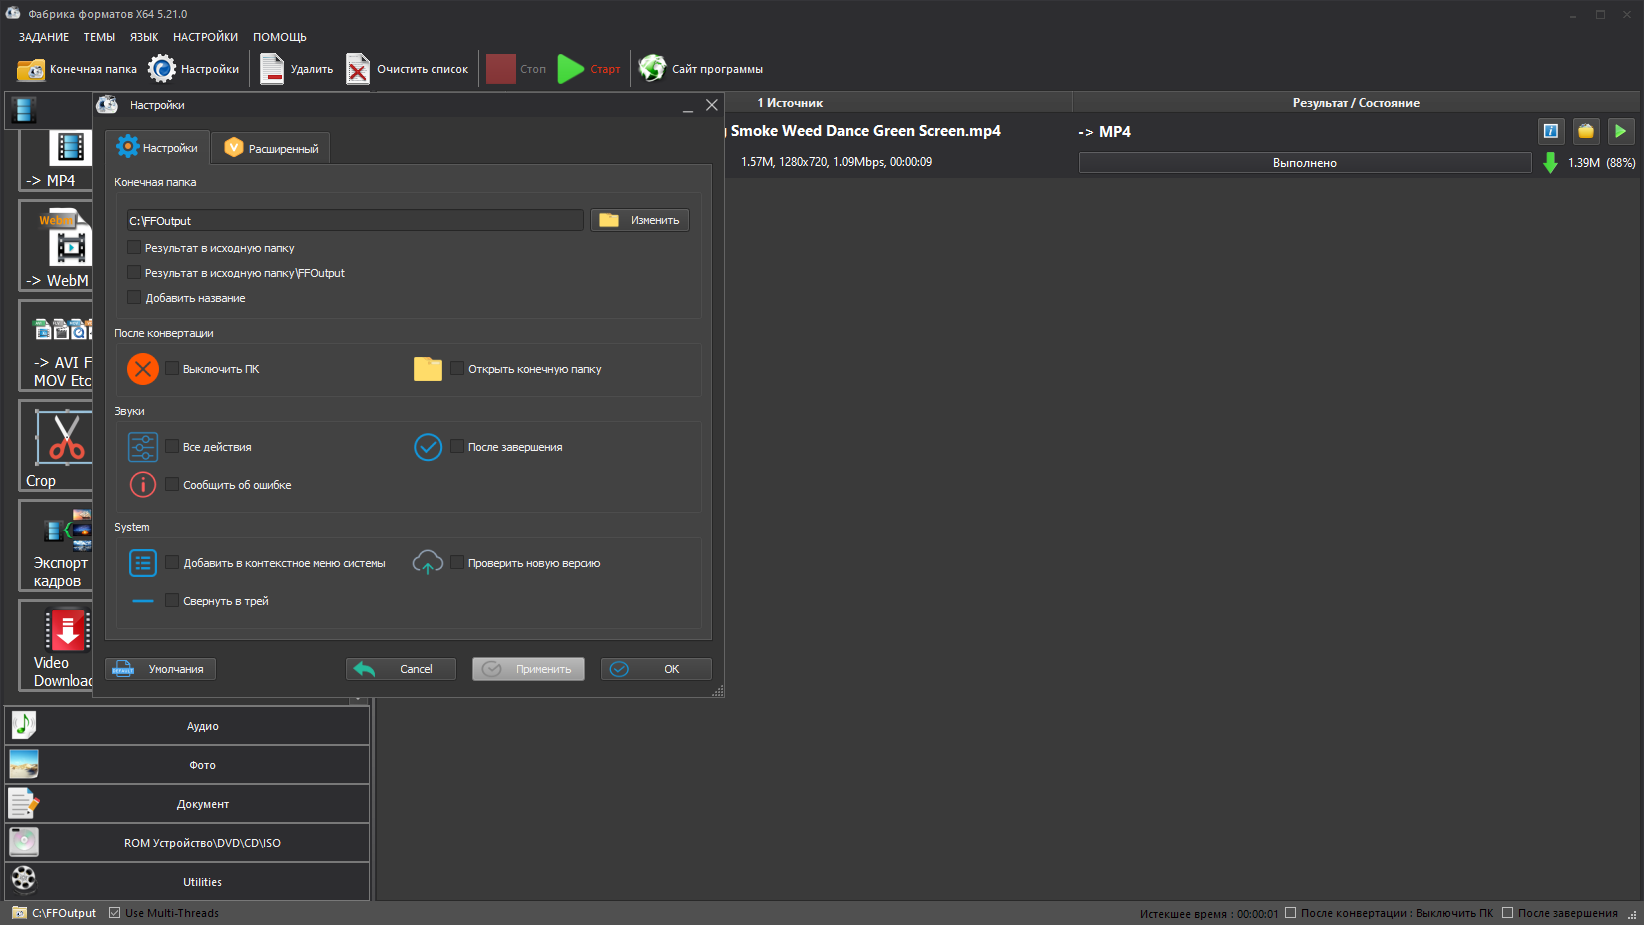 Фабрика форматов X64 5.21.0
ЗАДАНИЕ ТЕМЫ ЯЗЫК НАСТРОЙКИ ПОМОЩЬ
Конечная папка Настройки Удалить Очистить список Стоп Старт Сайт программы
Настройки
1 Источник Результат / Состояние
Smoke Weed Dance Green Screen.mp4 -> MP4
1.57M, 1280x720, 1.09Mbps, 00:00:09 Выполнено 1.39M (88%)
-> MP4
WebM
-> WebM
-> AVI F
MOV Etc
Crop
Экспорт
кадров
Video
Downloac
Настройки Расширенный
Конечная папка
C:\FFOutput Изменить
Результат в исходную папку
Результат в исходную папку\FFOutput
Добавить название
После конвертации
Выключить ПК Открыть конечную папку
Звуки
Все действия После завершения
Сообщить об ошибке
System
Добавить в контекстное меню системы Проверить новую версию
Свернуть в трей
DEFAULT Умолчания Cancel Применить OK
Аудио
Фото
Документ
ROM Устройство\DVD\CD\ISO
Utilities
C:\FFOutput Use Multi-Threads Истекшее время : 00:00:01 После конвертации : Выключить ПК После завершения